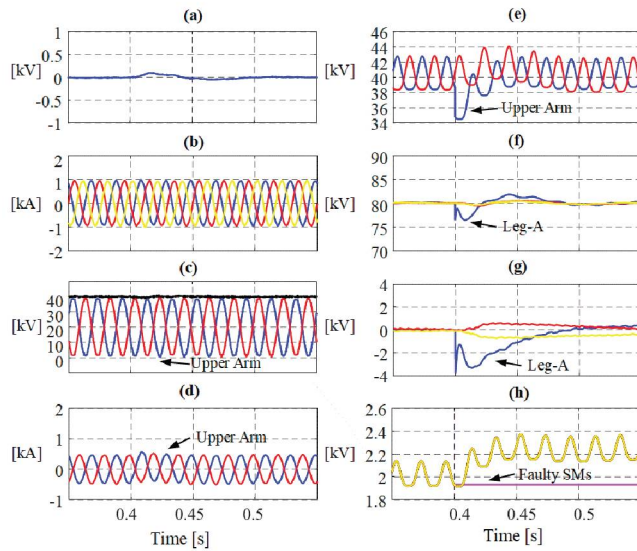 (a)
1
0.5
[kV]
0
-0.5
-1
(b)
2
1
[kA]
0
-1
-2
(c)
40
[kV]
30
20
10
0
Upper Arm
(d)
2
[kA]
1
Upper Arm
0
-1
0.4
0.45
0.5
Time [s]
(e)
46
44
42
[kV]
40
38
36
34
Upper Arm
(f)
90
85
[kV]
80
75
70
Leg-A
(g)
4
2
[kV]
0
-2
-4
Leg-A
(h)
2.6
2.4
[kV]
2.2
2
1.8
Faulty SMs
0.4
0.45
0.5
Time [s]